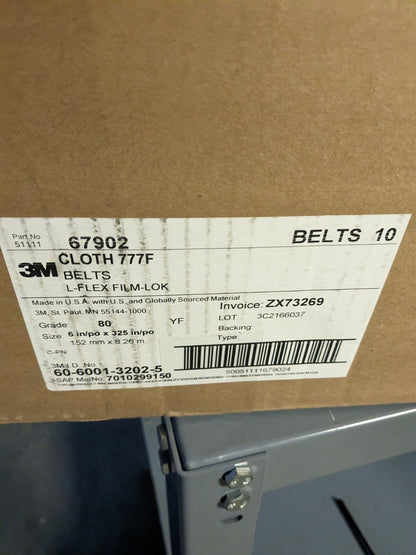 Part No.
51111
67902
BELTS 10
3M
CLOTH 777F
BELTS
L-FLEX FILM-LOK
Made in U.S.A. with U.S. and Globally Sourced Material
3M, St. Paul, MN 55144-1000
Invoice: ZX73269
Grade: 80 YF
LOT 3C2166037
Size: 6 in/po x 325 in/po
Backing
152 mm x 8,26 m
Type
C-PN:
3M I.D. No.
60-6001-3202-5
SAP Mat No: 7010299150
50051111679024